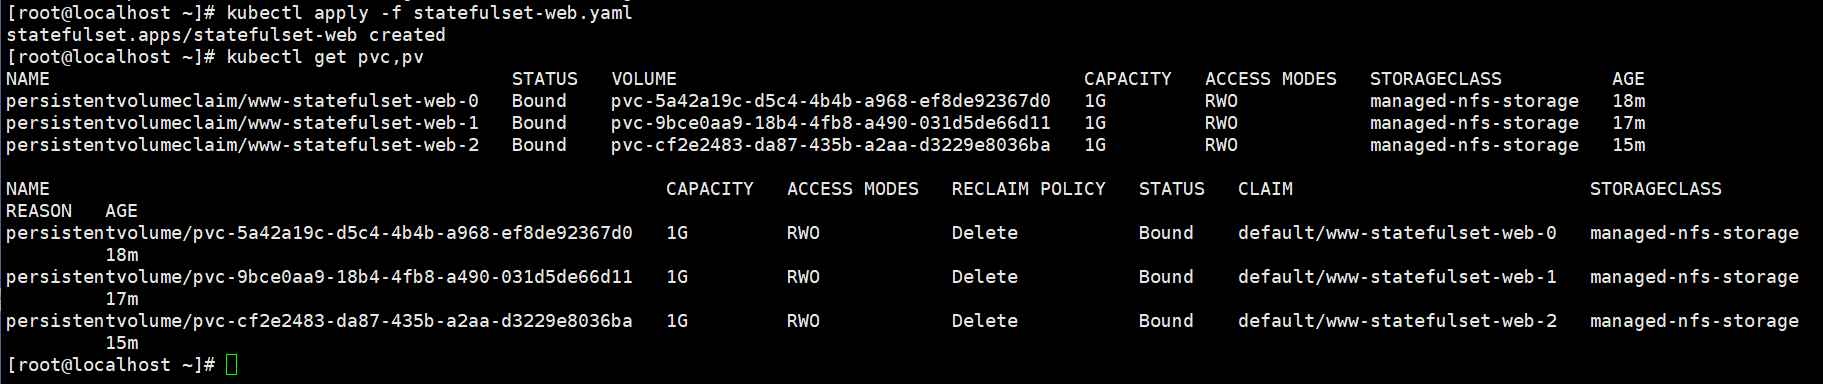 [root@localhost ~]# kubectl apply -f statefulset-web.yaml
statefulset.apps/statefulset-web created
[root@localhost ~]# kubectl get pvc,pv
NAME                                          STATUS   VOLUME                                     CAPACITY   ACCESS MODES   STORAGECLASS          AGE
persistentvolumeclaim/www-statefulset-web-0   Bound    pvc-5a42a19c-d5c4-4b4b-a968-ef8de92367d0   1G         RWO            managed-nfs-storage   18m
persistentvolumeclaim/www-statefulset-web-1   Bound    pvc-9bce0aa9-18b4-4fb8-a490-031d5de66d11   1G         RWO            managed-nfs-storage   17m
persistentvolumeclaim/www-statefulset-web-2   Bound    pvc-cf2e2483-da87-435b-a2aa-d3229e8036ba   1G         RWO            managed-nfs-storage   15m

NAME                                                        CAPACITY   ACCESS MODES   RECLAIM POLICY   STATUS   CLAIM                           STORAGECLASS
REASON   AGE
persistentvolume/pvc-5a42a19c-d5c4-4b4b-a968-ef8de92367d0   1G         RWO            Delete           Bound    default/www-statefulset-web-0   managed-nfs-storage
         18m
persistentvolume/pvc-9bce0aa9-18b4-4fb8-a490-031d5de66d11   1G         RWO            Delete           Bound    default/www-statefulset-web-1   managed-nfs-storage
         17m
persistentvolume/pvc-cf2e2483-da87-435b-a2aa-d3229e8036ba   1G         RWO            Delete           Bound    default/www-statefulset-web-2   managed-nfs-storage
         15m
[root@localhost ~]#